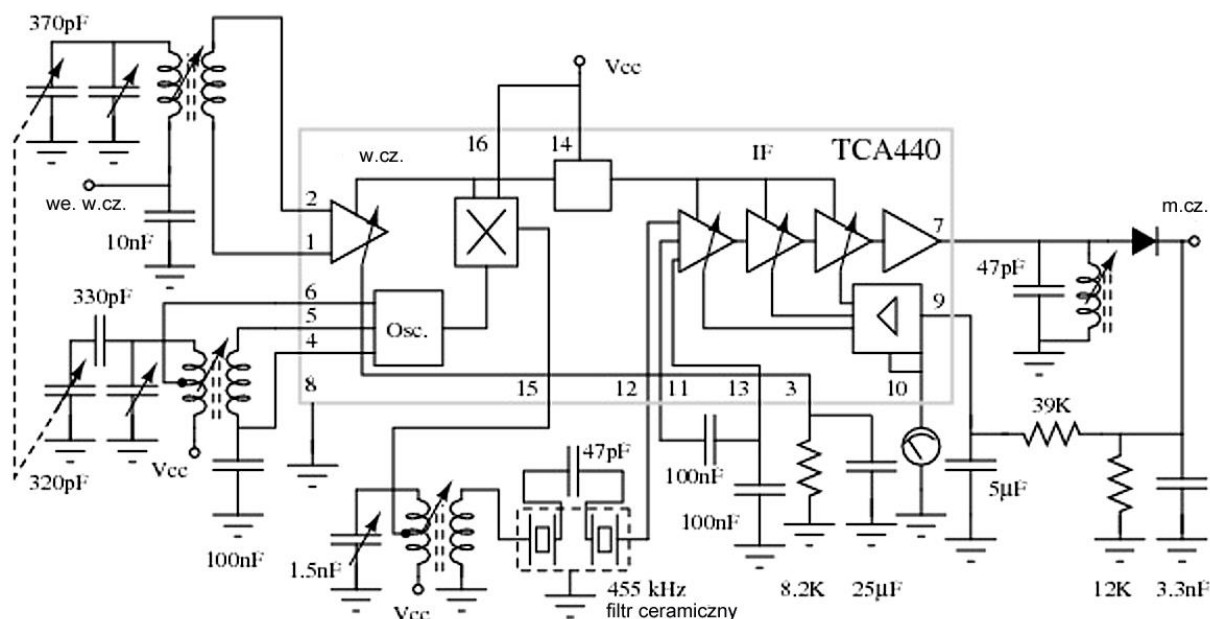 370pF
Vcc
16
14
IF
TCA440
w.cz.
2
1
we. w.cz.
10nF
7
m.cz.
47pF
330pF
6
5
4
Osc.
9
8
15
12
11
13
3
10
39K
Vcc
320pF
100nF
47pF
100nF
100nF
5µF
1.5nF
Vcc
455 kHz
filtr ceramiczny
8.2K
25µF
12K
3.3nF